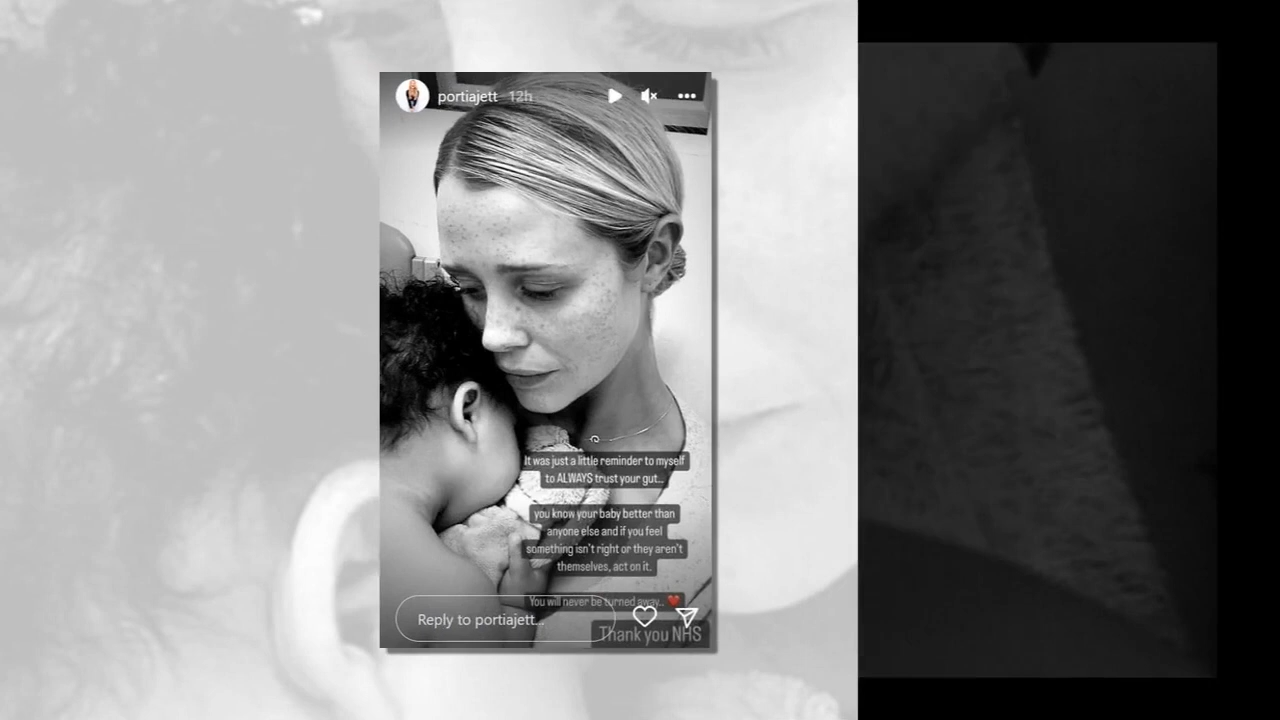 portiajett 12h
It was just a little reminder to myself
to ALWAYS trust your gut...
you know your baby better than
anyone else and if you feel
something isn't right or they aren't
themselves, act on it.
You will never be turned away.. ❤️
Reply to portiajett...
Thank you NHS